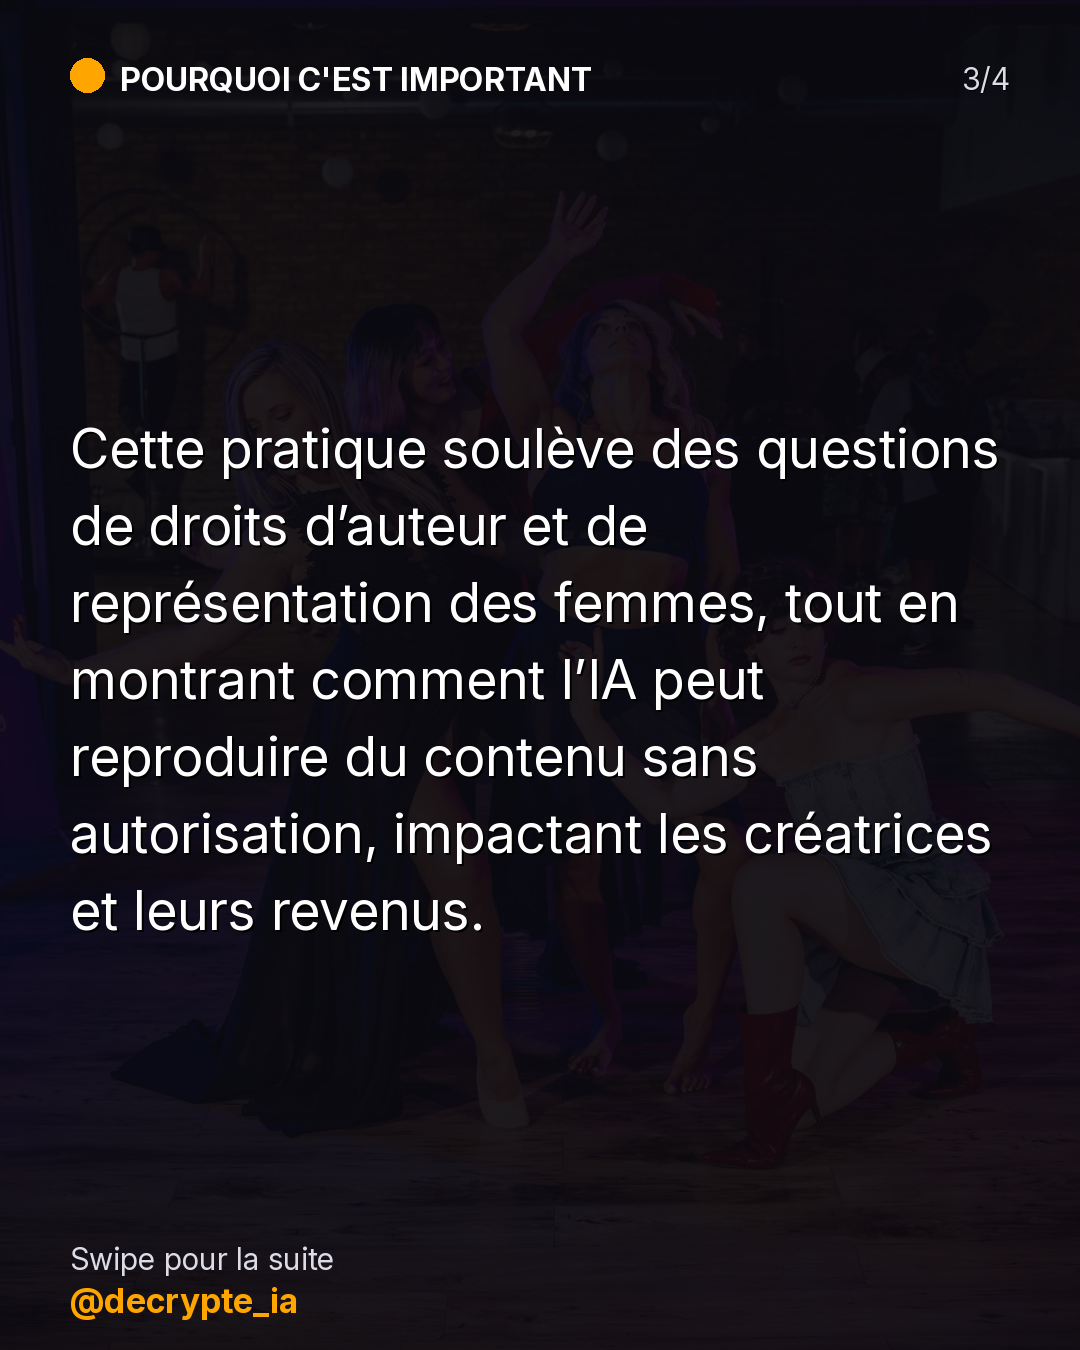 POURQUOI C'EST IMPORTANT
3/4
Cette pratique soulève des questions
de droits d’auteur et de
représentation des femmes, tout en
montrant comment l’IA peut
reproduire du contenu sans
autorisation, impactant les créatrices
et leurs revenus.
Swipe pour la suite
@decrypte_ia